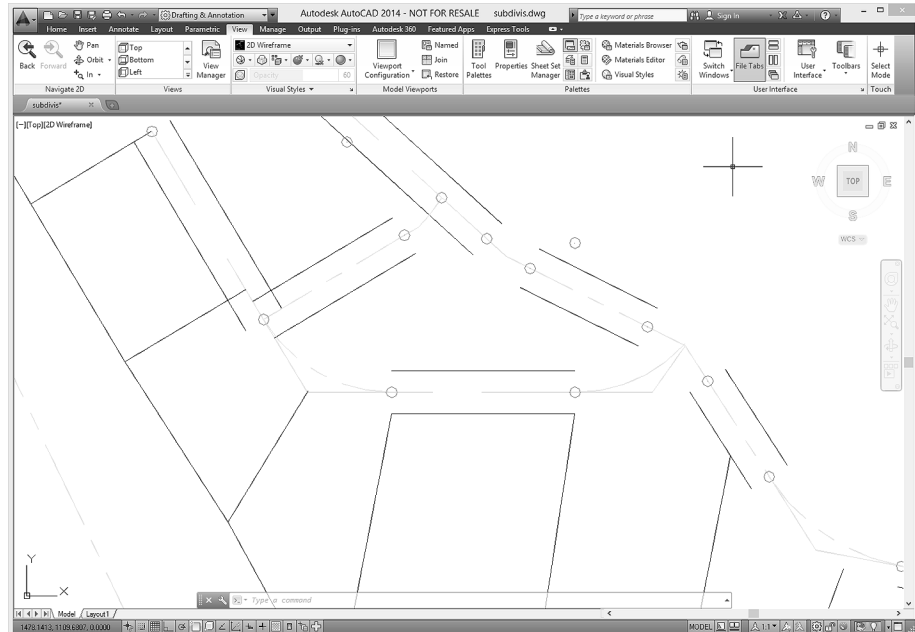 Drafting & Annotation
Autodesk AutoCAD 2014 - NOT FOR RESALE subdivis.dwg
Type a keyword or phrase
Sign In
Home Insert Annotate Layout Parametric View Manage Output Plug-ins Autodesk 360 Featured Apps Express Tools
Back Forward
Pan
Orbit
In
Navigate 2D
Top
Bottom
Left
View Manager
Views
2D Wireframe
Opacity 60
Visual Styles
Viewport Configuration
Named
Join
Restore
Model Viewports
Tool Palettes
Properties
Sheet Set Manager
Materials Browser
Materials Editor
Visual Styles
Palettes
Switch Windows
File Tabs
User Interface
Toolbars
User Interface
Select Mode
Touch
subdivis*
[−][Top][2D Wireframe]
N
W TOP E
S
WCS
Y
X
Type a command
Model Layout1
1478.1413, 1109.6807, 0.0000
MODEL
1:1